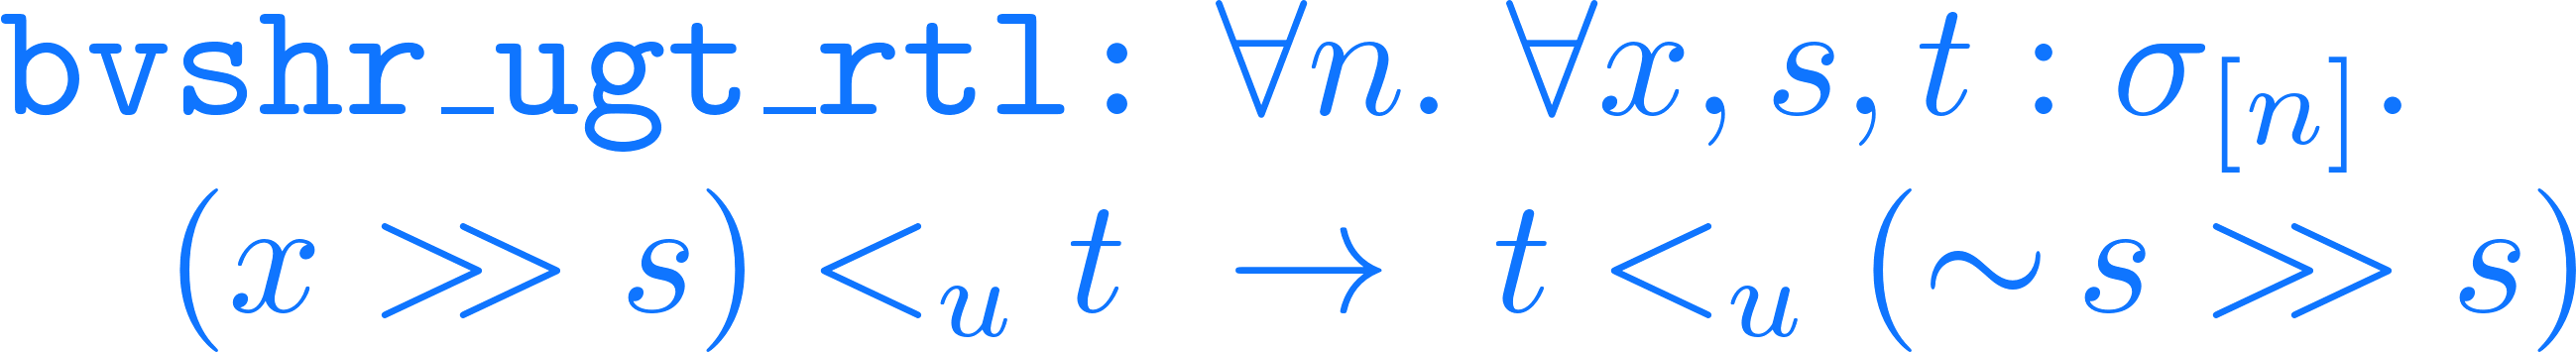 bvshr_ugt_rtl: ∀n. ∀x, s, t : σ[n].
(x >> s) <u t → t <u (∼ s >> s)